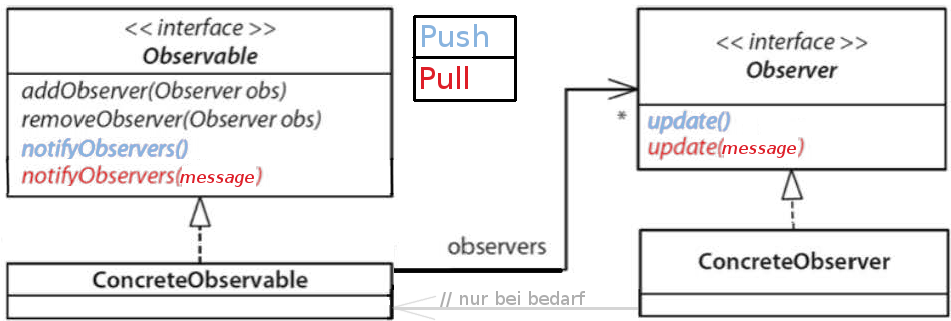 << interface >>
Observable
addObserver(Observer obs)
removeObserver(Observer obs)
notifyObservers()
notifyObservers(message)
Push
Pull
<< interface >>
Observer
*
update()
update(message)
observers
ConcreteObservable
ConcreteObserver
// nur bei bedarf